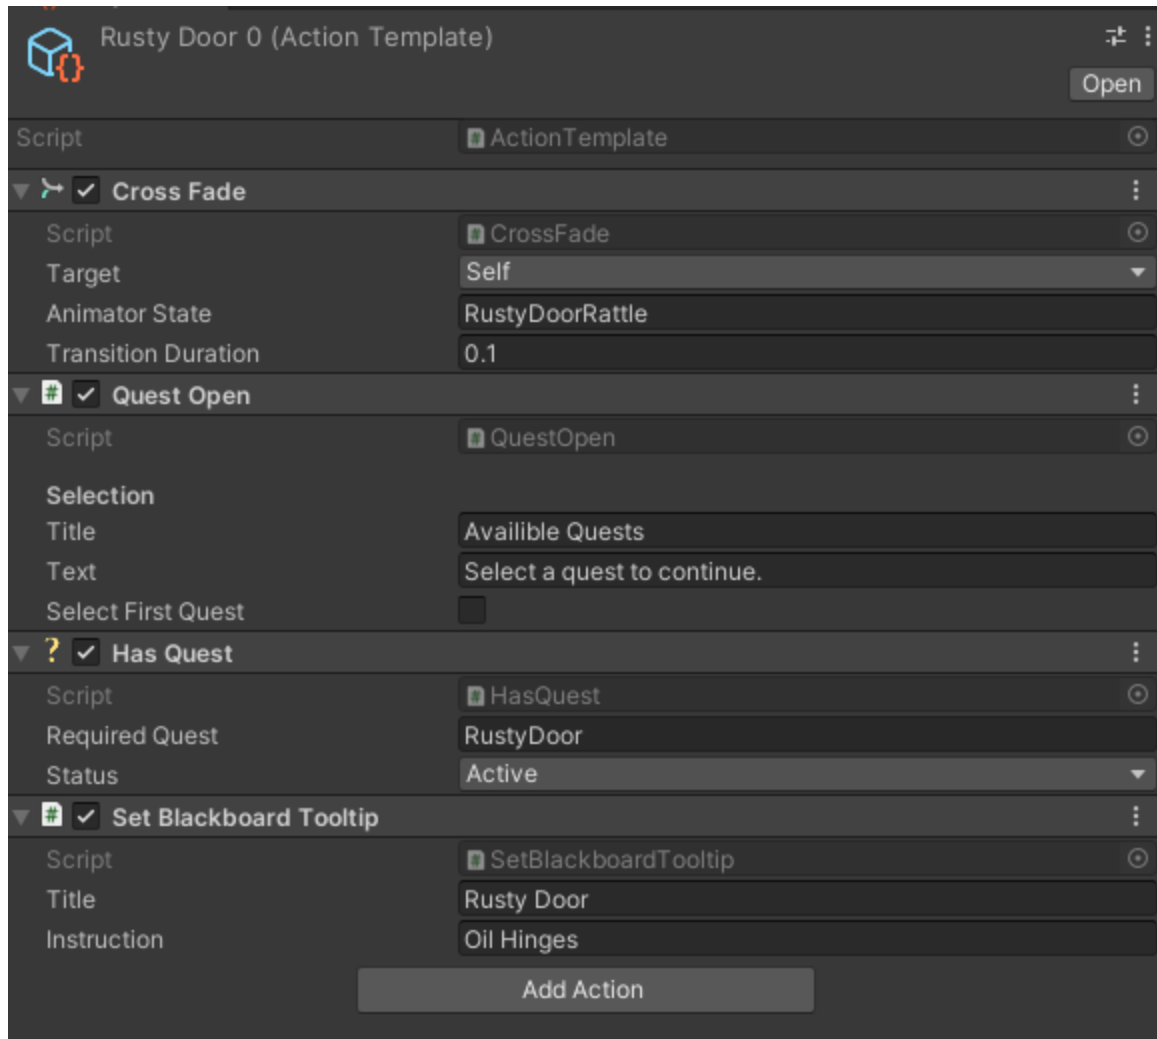 Rusty Door 0 (Action Template)
Open
Script ActionTemplate
Cross Fade
Script CrossFade
Target Self
Animator State RustyDoorRattle
Transition Duration 0.1
Quest Open
Script QuestOpen
Selection
Title Availible Quests
Text Select a quest to continue.
Select First Quest
Has Quest
Script HasQuest
Required Quest RustyDoor
Status Active
Set Blackboard Tooltip
Script SetBlackboardTooltip
Title Rusty Door
Instruction Oil Hinges
Add Action